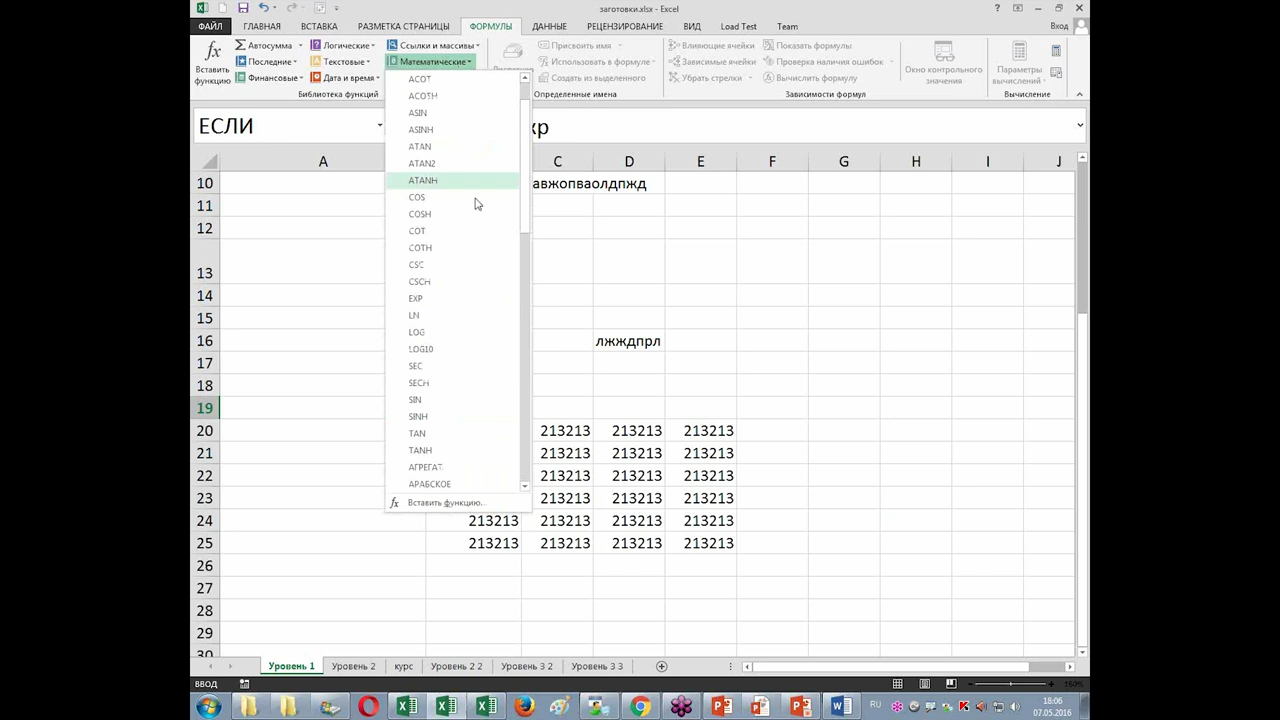 заготовки.xlsx - Excel
ФАЙЛ ГЛАВНАЯ ВСТАВКА РАЗМЕТКА СТРАНИЦЫ ФОРМУЛЫ ДАННЫЕ РЕЦЕНЗИРОВАНИЕ ВИД Load Test Team Вход
Вставить функцию
Автосумма
Последние
Финансовые
Логические
Текстовые
Дата и время
Ссылки и массивы
Математические
Библиотека функций
Присвоить имя
Использовать в формуле
Создать из выделенного
Определенные имена
Влияющие ячейки
Зависимые ячейки
Убрать стрелки
Показать формулы
Проверка наличия ошибок
Вычислить формулу
Зависимости формул
Окно контрольного значения
Параметры вычислений
Вычисление
ЕСЛИ
хр
A C D E F G H I J
ACOT
ACOTH
ASIN
ASINH
ATAN
ATAN2
ATANH
COS
COSH
COT
COTH
CSC
CSCH
EXP
LN
LOG
LOG10
SEC
SECH
SIN
SINH
TAN
TANH
АГРЕГАТ
АРАБСКОЕ
Вставить функцию...
10 авжопваолдпжд
11
12
13
14
15
16 лжждпрл
17
18
19
20 213213 213213 213213
21 213213 213213 213213
22 213213 213213 213213
23 213213 213213 213213
24 213213 213213 213213 213213
25 213213 213213 213213 213213
26
27
28
29
30
Уровень 1 Уровень 2 курс Уровень 2 2 Уровень 3 2 Уровень 3 3
ВВОД 160%
RU 18:06
07.05.2016